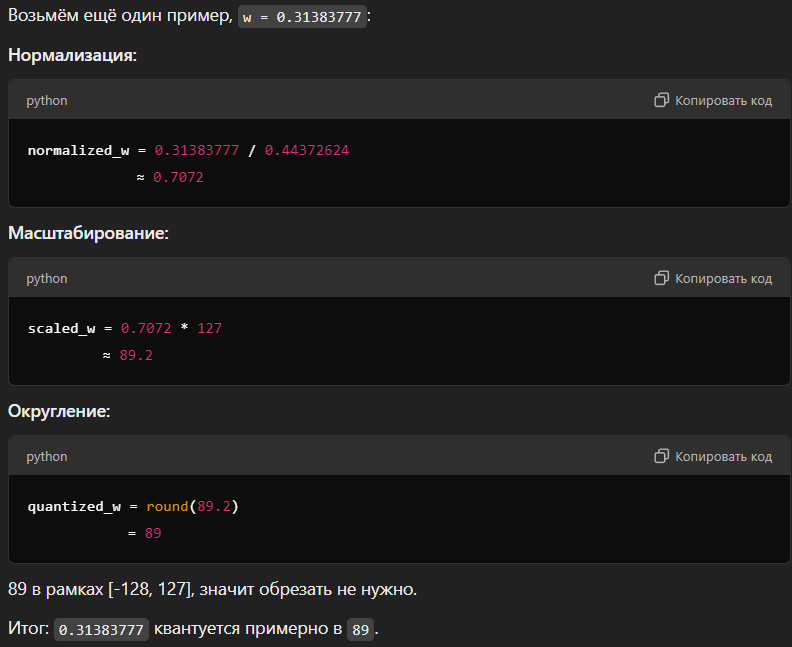 Возьмём ещё один пример, w = 0.31383777:
Нормализация:
python
Копировать код
normalized_w = 0.31383777 / 0.44372624
≈ 0.7072
Масштабирование:
python
Копировать код
scaled_w = 0.7072 * 127
≈ 89.2
Округление:
python
Копировать код
quantized_w = round(89.2)
= 89
89 в рамках [-128, 127], значит обрезать не нужно.
Итог: 0.31383777 квантуется примерно в 89.